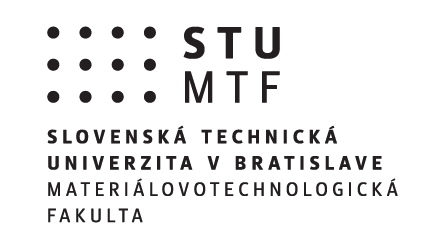 STU
MTF
SLOVENSKÁ TECHNICKÁ
UNIVERZITA V BRATISLAVE
MATERIÁLOVOTECHNOLOGICKÁ
FAKULTA